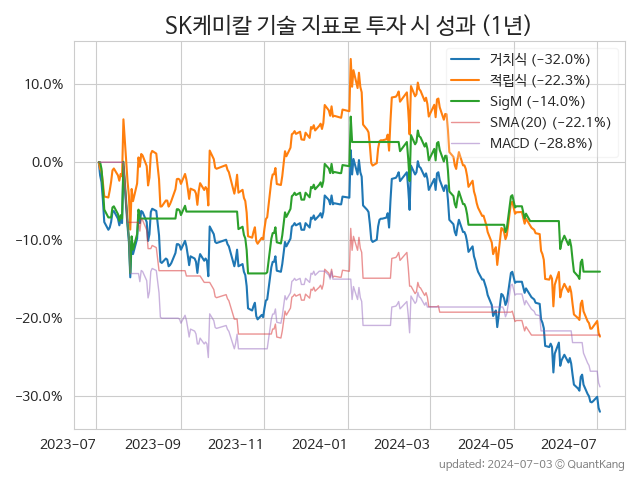 SK케미칼 기술 지표로 투자 시 성과 (1년)
거치식 (−32.0%)
적립식 (−22.3%)
SigM (−14.0%)
SMA(20) (−22.1%)
MACD (−28.8%)
10.0%
0.0%
−10.0%
−20.0%
−30.0%
2023-07 2023-09 2023-11 2024-01 2024-03 2024-05 2024-07
updated: 2024-07-03 ⓒ QuantKang